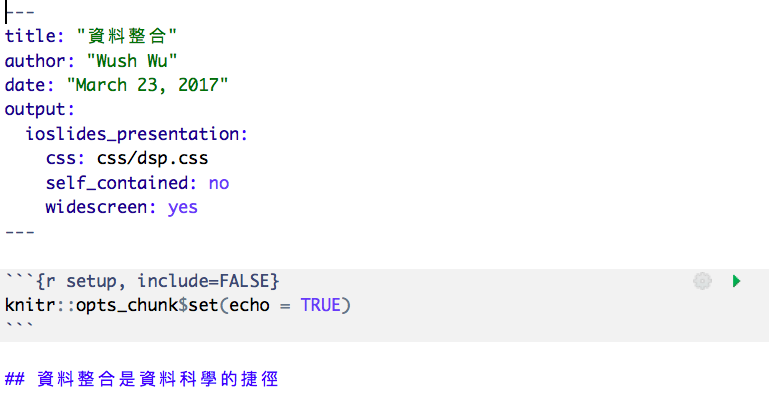 ---
title: "資料整合"
author: "Wush Wu"
date: "March 23, 2017"
output:
  ioslides_presentation:
    css: css/dsp.css
    self_contained: no
    widescreen: yes
---
```{r setup, include=FALSE}
knitr::opts_chunk$set(echo = TRUE)
```
## 資料整合是資料科學的捷徑